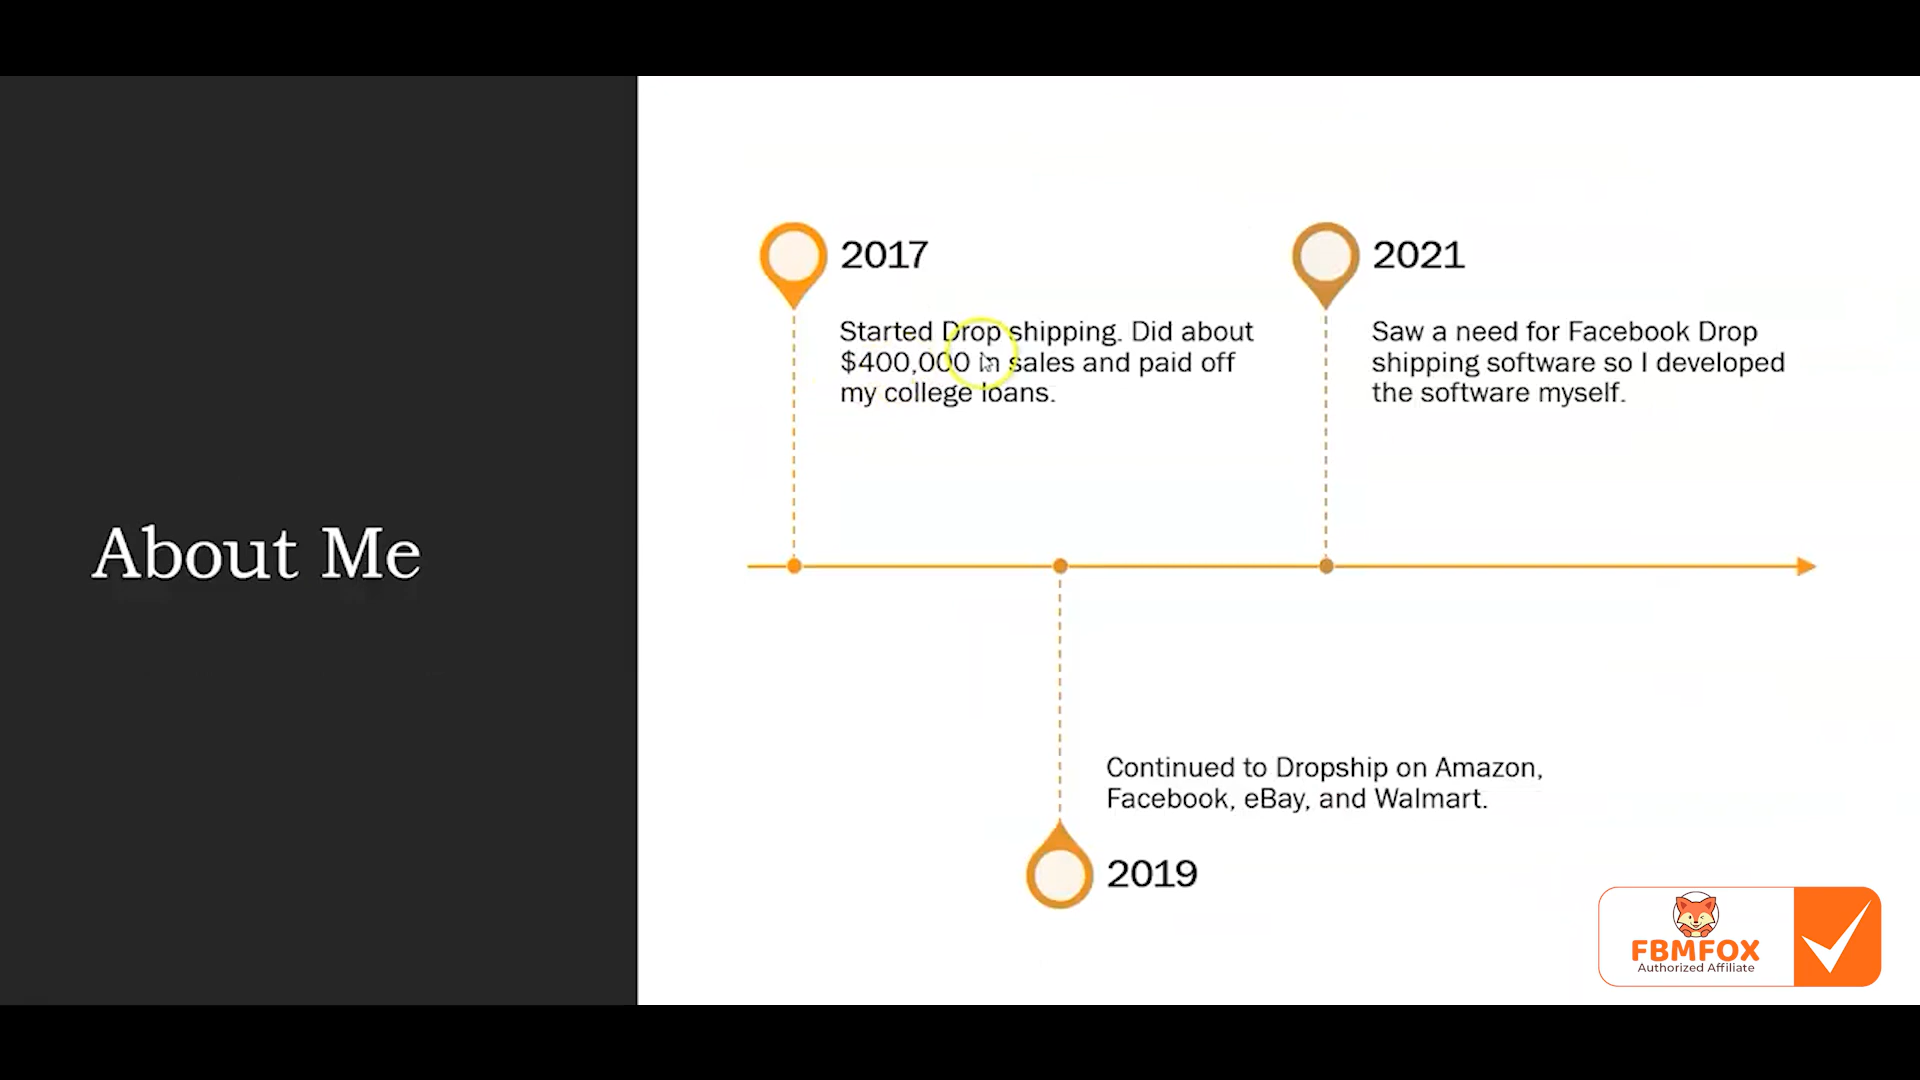 About Me
2017
Started Drop shipping. Did about
$400,000 in sales and paid off
my college loans.
2021
Saw a need for Facebook Drop
shipping software so I developed
the software myself.
Continued to Dropship on Amazon,
Facebook, eBay, and Walmart.
2019
FBMFOX
Authorized Affiliate